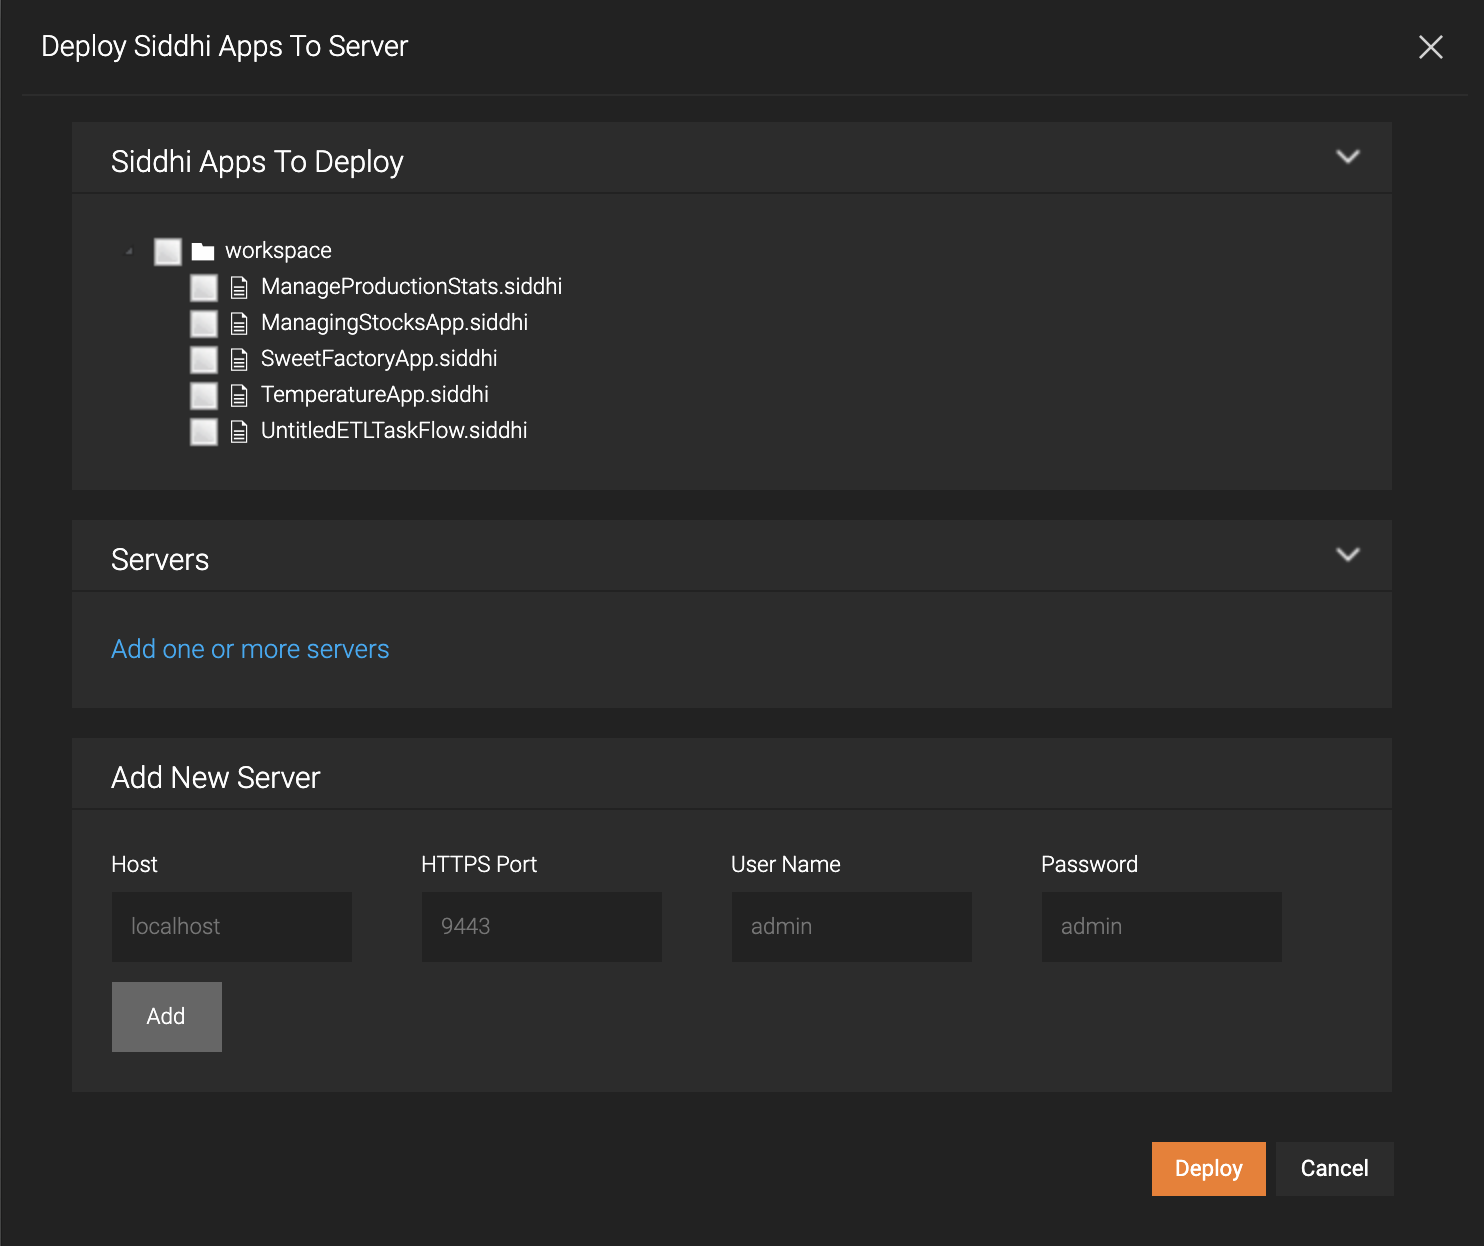 Deploy Siddhi Apps To Server
Siddhi Apps To Deploy
workspace
ManageProductionStats.siddhi
ManagingStocksApp.siddhi
SweetFactoryApp.siddhi
TemperatureApp.siddhi
UntitledETLTaskFlow.siddhi
Servers
Add one or more servers
Add New Server
Host HTTPS Port User Name Password
localhost 9443 admin admin
Add
Deploy Cancel